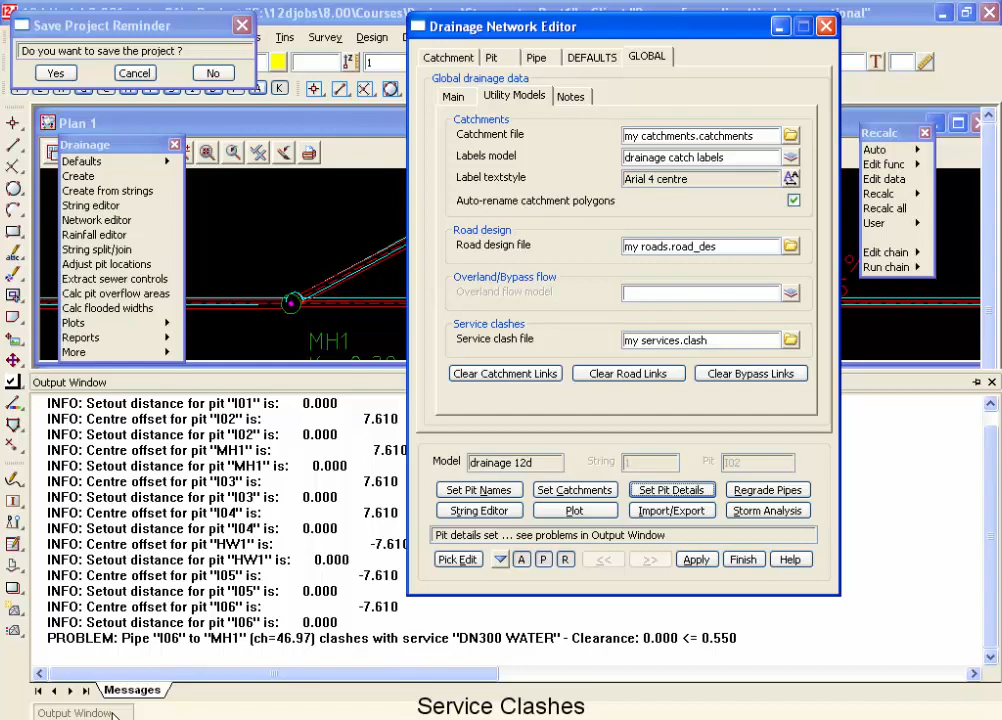 Save Project Reminder
Do you want to save the project ?
Yes
Cancel
No
Tins
Survey
Design
1
T
A
K
Plan 1
Drainage
Defaults
Create
Create from strings
String editor
Network editor
Rainfall editor
String split/join
Adjust pit locations
Extract sewer controls
Calc pit overflow areas
Calc flooded widths
Plots
Reports
More
MH1
Drainage Network Editor
Catchment
Pit
Pipe
DEFAULTS
GLOBAL
Global drainage data
Main
Utility Models
Notes
Catchments
Catchment file
my catchments.catchments
Labels model
drainage catch labels
Label textstyle
Arial 4 centre
Auto-rename catchment polygons
Road design
Road design file
my roads.road_des
Overland/Bypass flow
Overland flow model
Service clashes
Service clash file
my services.clash
Clear Catchment Links
Clear Road Links
Clear Bypass Links
Model
drainage 12d
String
1
Pit
I02
Set Pit Names
Set Catchments
Set Pit Details
Regrade Pipes
String Editor
Plot
Import/Export
Storm Analysis
Pit details set ... see problems in Output Window
Pick Edit
A
P
R
<<
>>
Apply
Finish
Help
Recalc
Auto
Edit func
Edit data
Recalc
Recalc all
User
Edit chain
Run chain
Output Window
INFO: Setout distance for pit "I01" is: 0.000
INFO: Centre offset for pit "I02" is: 7.610
INFO: Setout distance for pit "I02" is: 0.000
INFO: Centre offset for pit "MH1" is: 7.610
INFO: Setout distance for pit "MH1" is: 0.000
INFO: Centre offset for pit "I03" is: 7.610
INFO: Setout distance for pit "I03" is: 0.000
INFO: Centre offset for pit "I04" is: 7.610
INFO: Setout distance for pit "I04" is: 0.000
INFO: Centre offset for pit "HW1" is: -7.610
INFO: Setout distance for pit "HW1" is: 0.000
INFO: Centre offset for pit "I05" is: -7.610
INFO: Setout distance for pit "I05" is: 0.000
INFO: Centre offset for pit "I06" is: -7.610
INFO: Setout distance for pit "I06" is: 0.000
PROBLEM: Pipe "I06" to "MH1" (ch=46.97) clashes with service "DN300 WATER" - Clearance: 0.000 <= 0.550
Messages
Output Window
Service Clashes